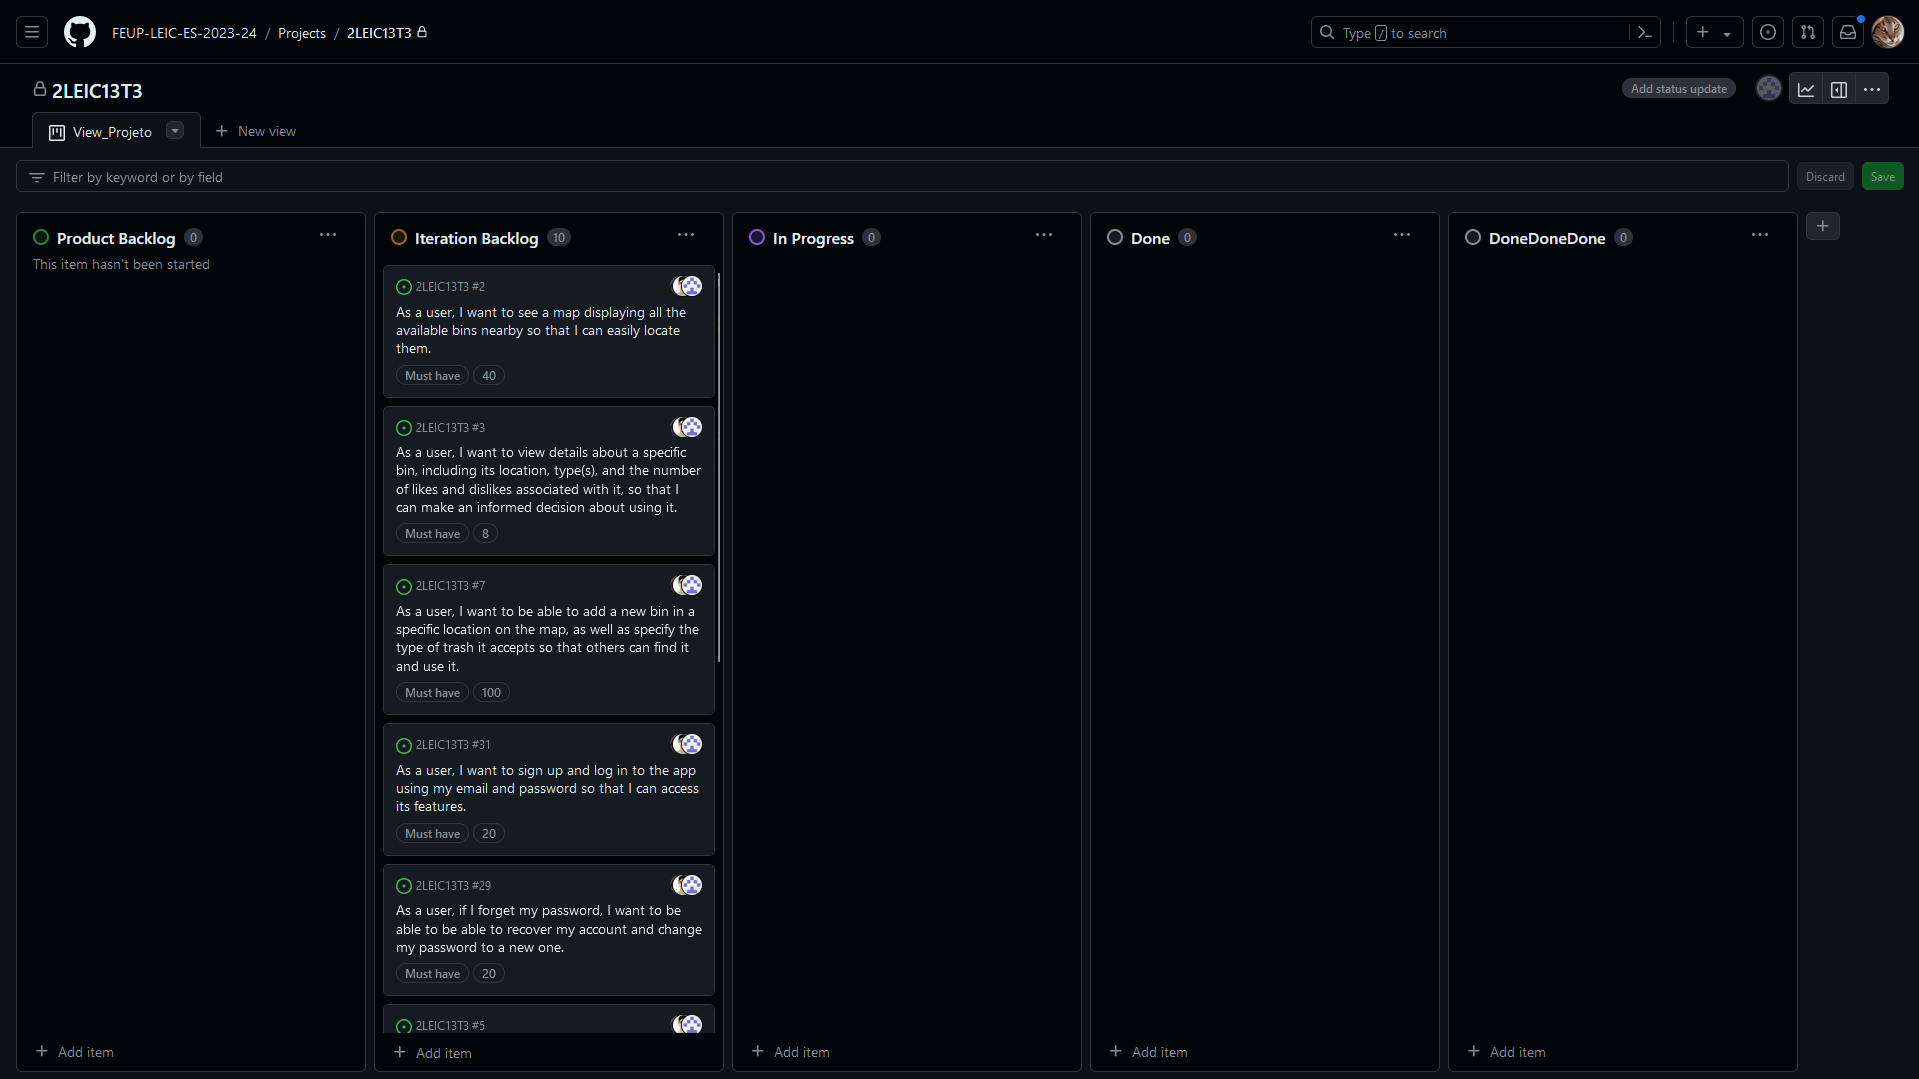 FEUP-LEIC-ES-2023-24 / Projects / 2LEIC13T3
Type / to search
2LEIC13T3
Add status update
View_Projeto
New view
Filter by keyword or by field
Discard
Save
Product Backlog 0
This item hasn't been started
Add item
Iteration Backlog 10
2LEIC13T3 #2
As a user, I want to see a map displaying all the
available bins nearby so that I can easily locate
them.
Must have 40
2LEIC13T3 #3
As a user, I want to view details about a specific
bin, including its location, type(s), and the number
of likes and dislikes associated with it, so that I
can make an informed decision about using it.
Must have 8
2LEIC13T3 #7
As a user, I want to be able to add a new bin in a
specific location on the map, as well as specify the
type of trash it accepts so that others can find it
and use it.
Must have 100
2LEIC13T3 #31
As a user, I want to sign up and log in to the app
using my email and password so that I can access
its features.
Must have 20
2LEIC13T3 #29
As a user, if I forget my password, I want to be
able to be able to recover my account and change
my password to a new one.
Must have 20
2LEIC13T3 #5
Add item
In Progress 0
Add item
Done 0
Add item
DoneDoneDone 0
Add item